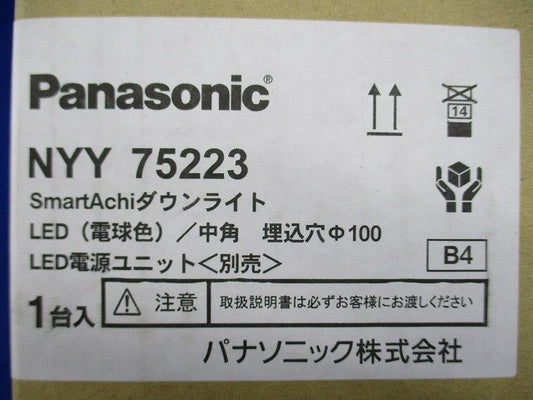 Panasonic®
NYY 75223
SmartAchiダウンライト
LED（電球色）／中角　埋込穴Φ100
LED電源ユニット＜別売＞
1台入
注意
取扱説明書は必ずお客様にお渡しください
パナソニック株式会社
14
B4